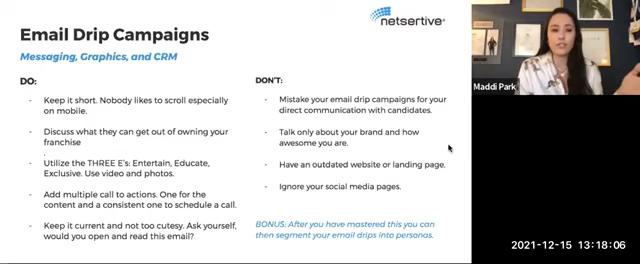 Email Drip Campaigns
netsertive
Messaging, Graphics, and CRM
DO:
- Keep it short. Nobody likes to scroll especially
on mobile.
- Discuss what they can get out of owning your
franchise
.
- Utilize the THREE E's: Entertain, Educate,
Exclusive. Use video and photos.
- Add multiple call to actions. One for the
content and a consistent one to schedule a call.
- Keep it current and not too cutesy. Ask yourself,
would you open and read this email?
DON'T:
- Mistake your email drip campaigns for your
direct communication with candidates.
- Talk only about your brand and how
awesome you are.
- Have an outdated website or landing page.
- Ignore your social media pages.
BONUS: After you have mastered this you can
then segment your email drips into personas.
Maddi Park
2021-12-15 13:18:06